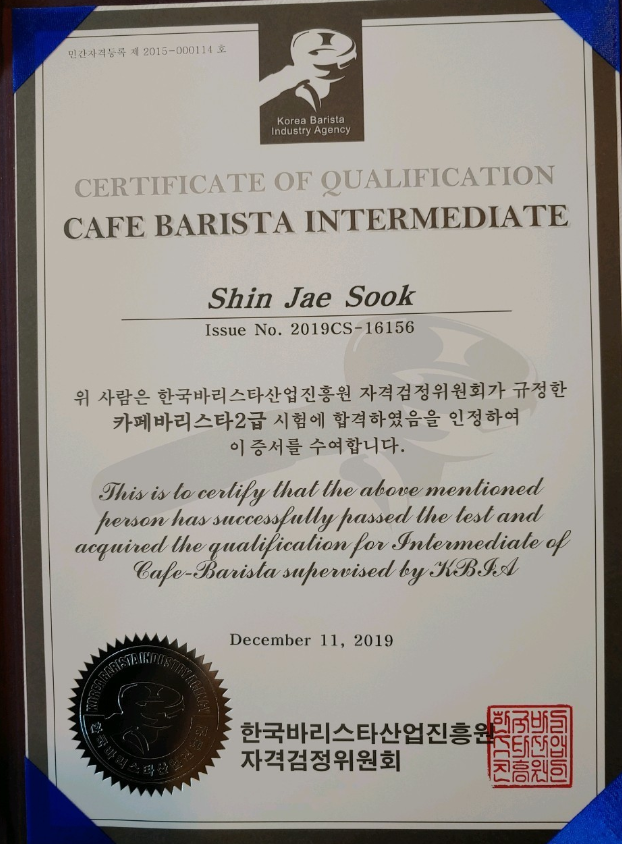 민간자격등록 제 2015-000114 호
Korea Barista
Industry Agency
CERTIFICATE OF QUALIFICATION
CAFE BARISTA INTERMEDIATE
Shin Jae Sook
Issue No. 2019CS-16156
위 사람은 한국바리스타산업진흥원 자격검정위원회가 규정한
카페바리스타2급 시험에 합격하였음을 인정하여
이 증서를 수여합니다.
This is to certify that the above mentioned
person has successfully passed the test and
acquired the qualification for Intermediate of
Cafe-Barista supervised by KBIA
December 11, 2019
한국바리스타산업진흥원
자격검정위원회